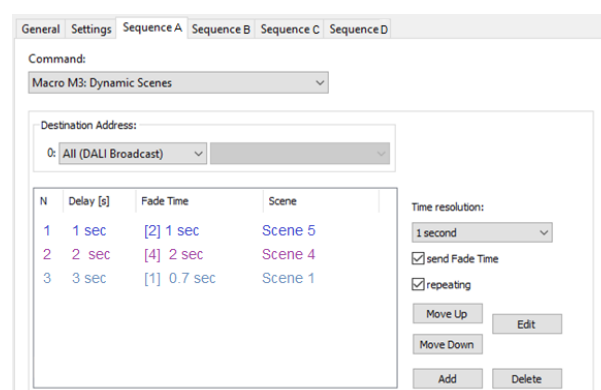 General Settings Sequence A Sequence B Sequence C Sequence D
Command:
Macro M3: Dynamic Scenes
Destination Address:
0: All (DALI Broadcast)
N Delay [s] Fade Time Scene
1 1 sec [2] 1 sec Scene 5
2 2 sec [4] 2 sec Scene 4
3 3 sec [1] 0.7 sec Scene 1
Time resolution:
1 second
send Fade Time
repeating
Move Up
Edit
Move Down
Add Delete